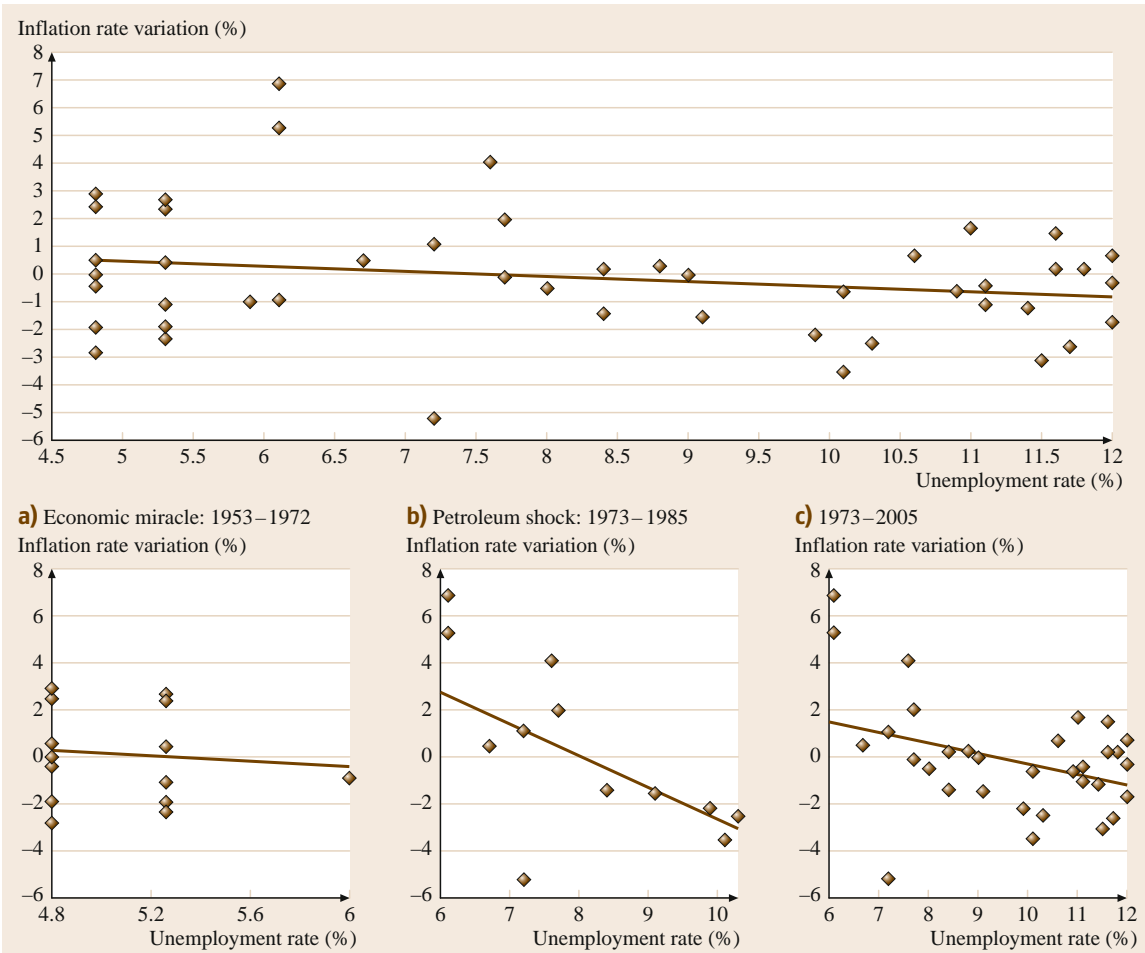 Inflation rate variation (%)
8
7
6
5
4
3
2
1
0
–1
–2
–3
–4
–5
–6
4.5 5 5.5 6 6.5 7 7.5 8 8.5 9 9.5 10 10.5 11 11.5 12
Unemployment rate (%)
a) Economic miracle: 1953–1972
Inflation rate variation (%)
8
6
4
2
0
–2
–4
–6
4.8 5.2 5.6 6
Unemployment rate (%)
b) Petroleum shock: 1973–1985
Inflation rate variation (%)
8
6
4
2
0
–2
–4
–6
6 7 8 9 10
Unemployment rate (%)
c) 1973–2005
Inflation rate variation (%)
8
6
4
2
0
–2
–4
–6
6 7 8 9 10 11 12
Unemployment rate (%)